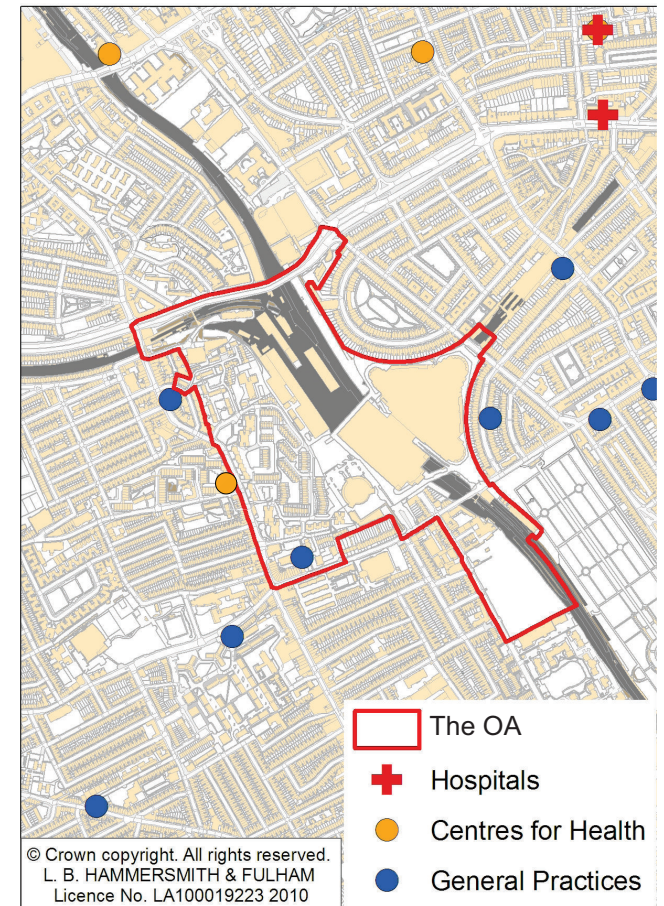 The OA
Hospitals
Centres for Health
General Practices
© Crown copyright. All rights reserved.
L. B. HAMMERSMITH & FULHAM
Licence No. LA100019223 2010